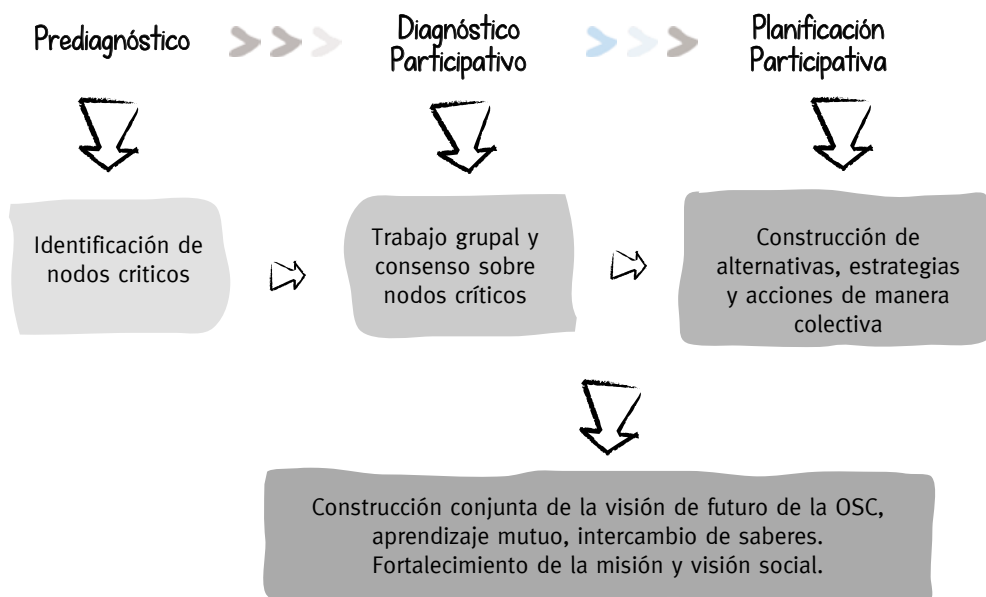 Prediagnóstico
Diagnóstico
Participativo
Planificación
Participativa
Identificación de
nodos criticos
Trabajo grupal y
consenso sobre
nodos críticos
Construcción de
alternativas, estrategias
y acciones de manera
colectiva
Construcción conjunta de la visión de futuro de la OSC,
aprendizaje mutuo, intercambio de saberes.
Fortalecimiento de la misión y visión social.